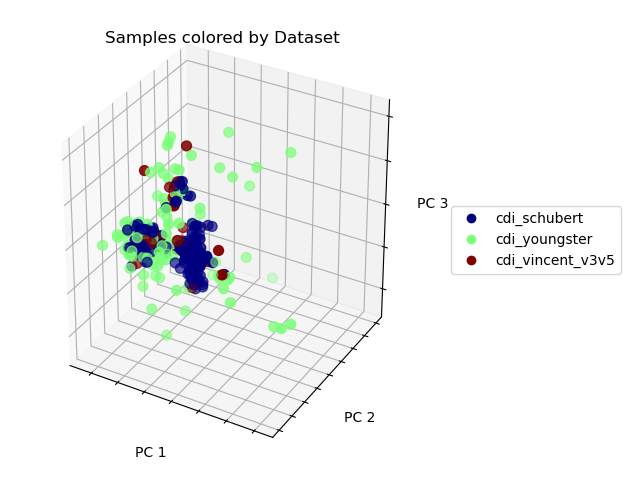 Samples colored by Dataset
PC 3
cdi_schubert
cdi_youngster
cdi_vincent_v3v5
PC 2
PC 1